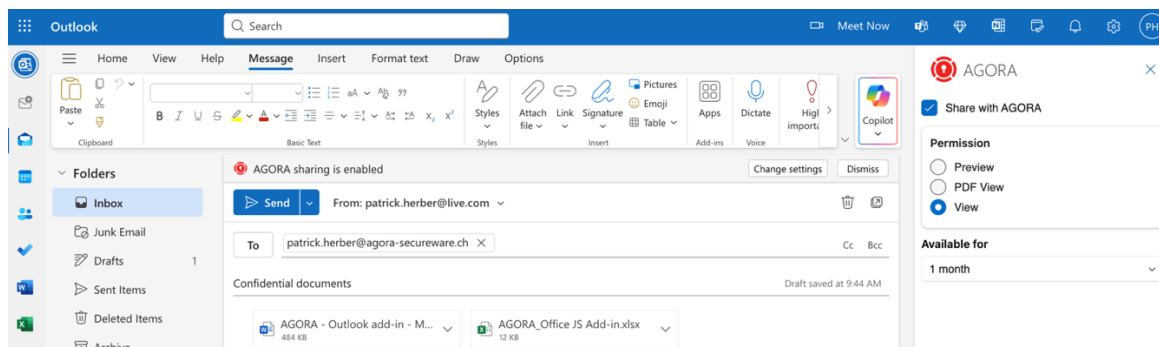 Outlook
Search
Meet Now
PH
Home View Help Message Insert Format text Draw Options
Paste
Clipboard
B I U S
Basic Text
Styles
Styles
Attach file
Link
Signature
Pictures
Emoji
Table
Insert
Apps
Add-ins
Dictate
Voice
Higl
importa
Copilot
AGORA
Share with AGORA
Permission
Preview
PDF View
View
Available for
1 month
Folders
Inbox
Junk Email
Drafts 1
Sent Items
Deleted Items
Archive
AGORA sharing is enabled
Change settings
Dismiss
Send
From: patrick.herber@live.com
To
patrick.herber@agora-secureware.ch
Cc Bcc
Confidential documents
Draft saved at 9:44 AM
AGORA - Outlook add-in - M...
484 KB
AGORA_Office JS Add-in.xlsx
12 KB